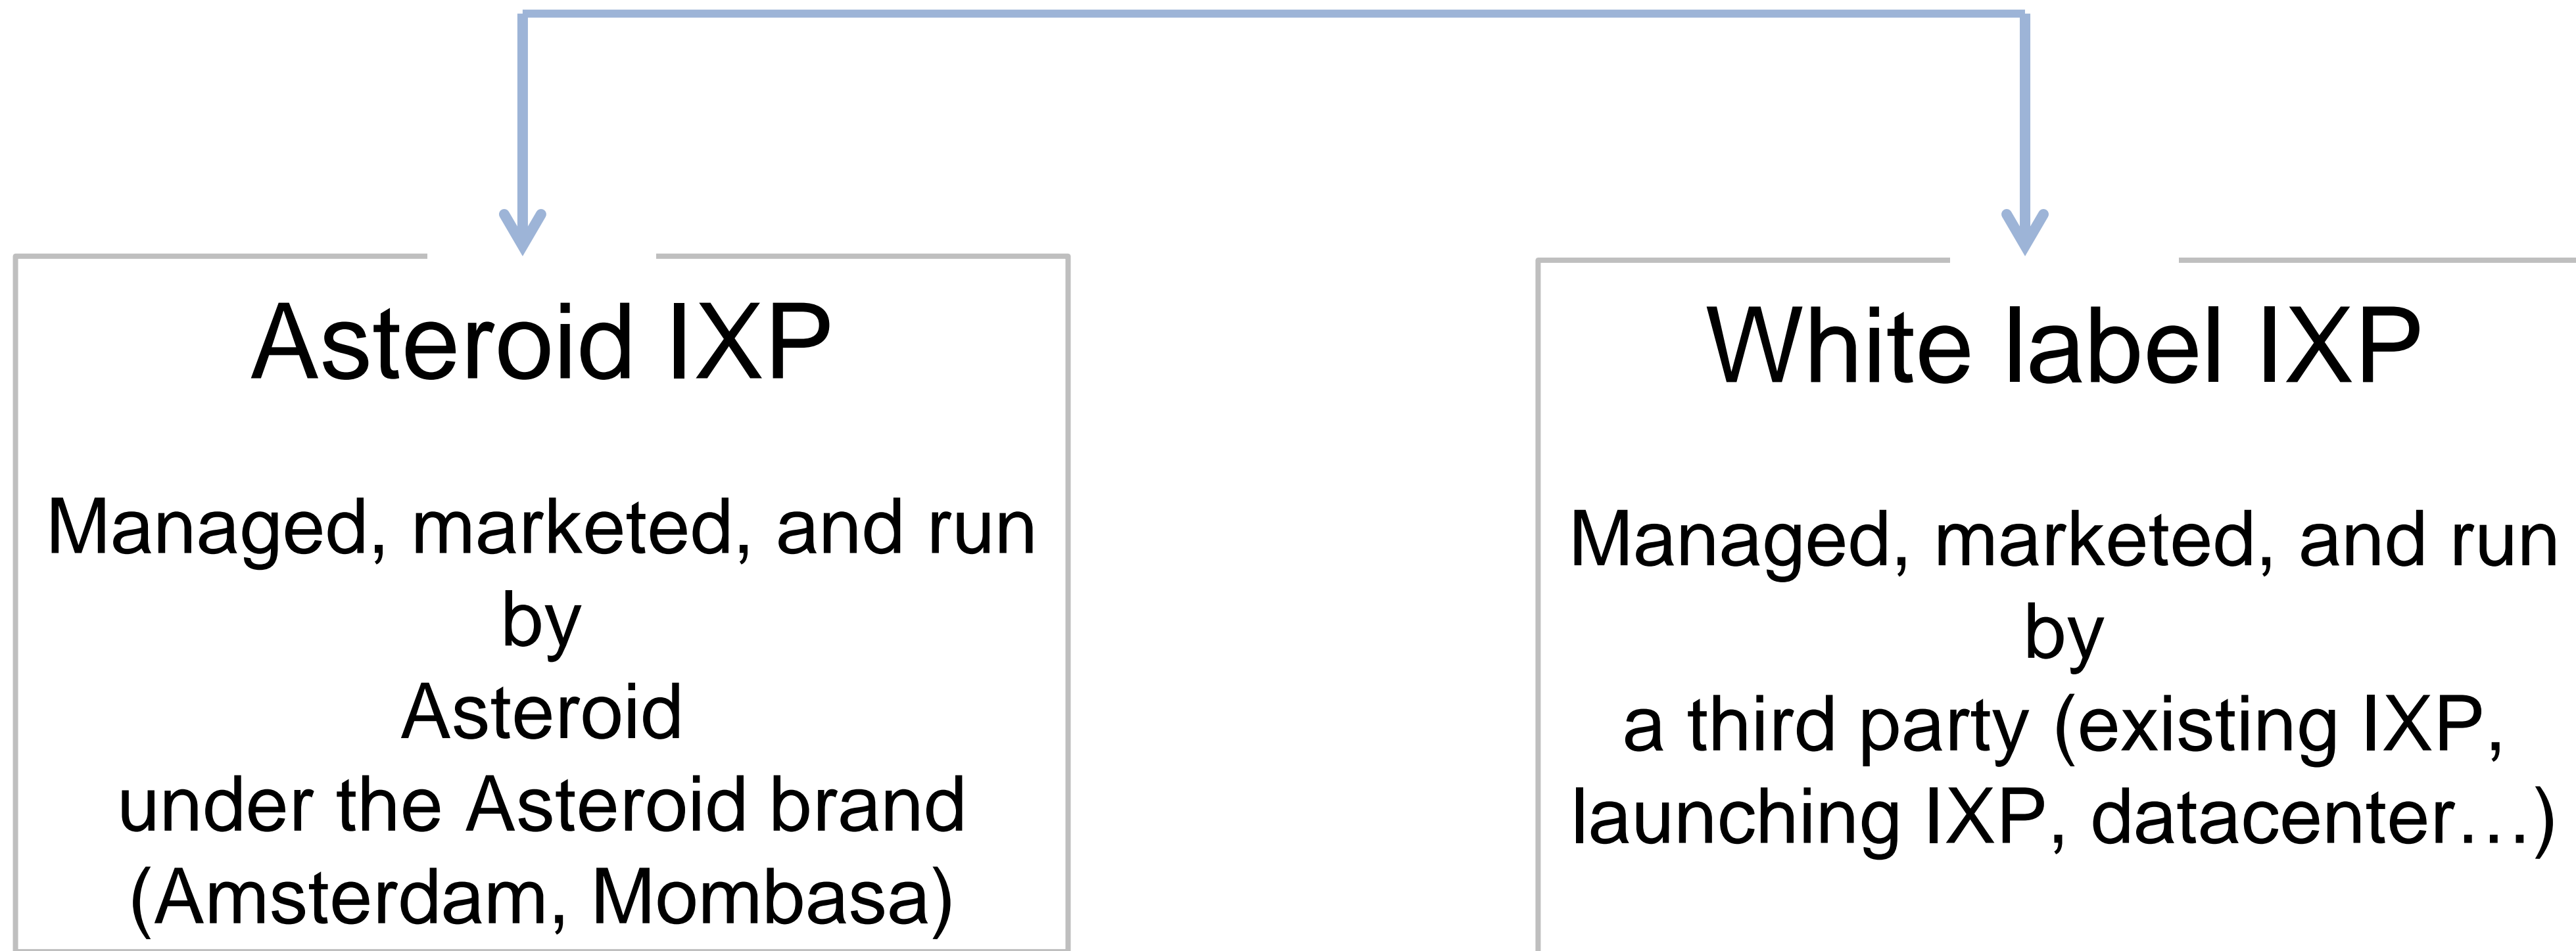 Asteroid IXP
Managed, marketed, and run
by
Asteroid
under the Asteroid brand
(Amsterdam, Mombasa)
White label IXP
Managed, marketed, and run
by
a third party (existing IXP,
launching IXP, datacenter…)